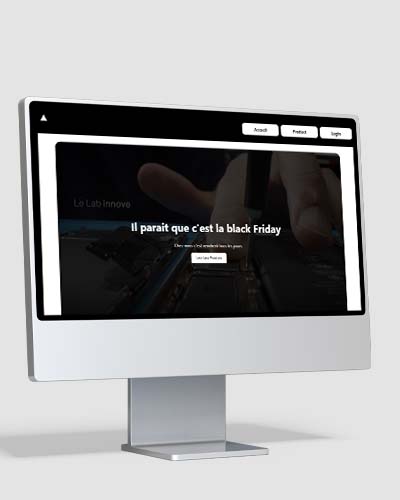 Accueil
Product
Login
Le Lab Innove
Il parait que c'est la black Friday
Chez nous c'est vendredi tous les jours